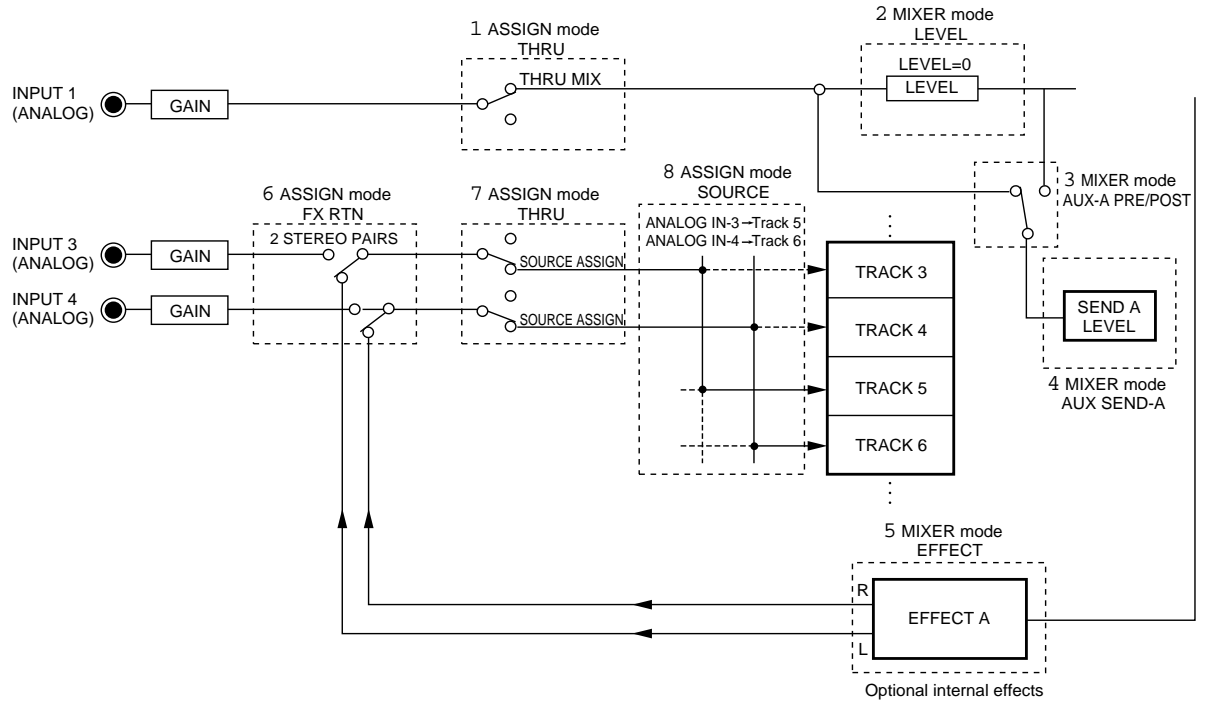 1 ASSIGN mode
THRU
2 MIXER mode
LEVEL
LEVEL=0
LEVEL
THRU MIX
INPUT 1
(ANALOG)
GAIN
3 MIXER mode
AUX-A PRE/POST
8 ASSIGN mode
SOURCE
6 ASSIGN mode
FX RTN
7 ASSIGN mode
THRU
ANALOG IN-3→Track 5
ANALOG IN-4→Track 6
2 STEREO PAIRS
INPUT 3
(ANALOG)
GAIN
SOURCE ASSIGN
TRACK 3
INPUT 4
(ANALOG)
GAIN
SOURCE ASSIGN
TRACK 4
SEND A
LEVEL
4 MIXER mode
AUX SEND-A
TRACK 5
TRACK 6
5 MIXER mode
EFFECT
R
EFFECT A
L
Optional internal effects